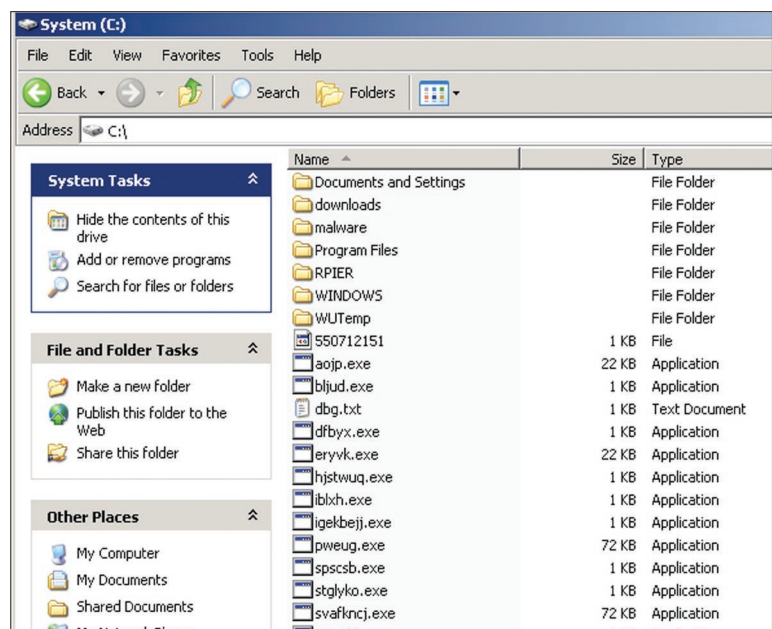 System (C:)
File Edit View Favorites Tools Help
Back Search Folders
Address C:\
System Tasks
Hide the contents of this
drive
Add or remove programs
Search for files or folders
File and Folder Tasks
Make a new folder
Publish this folder to the
Web
Share this folder
Other Places
My Computer
My Documents
Shared Documents
Name Size Type
Documents and Settings File Folder
downloads File Folder
malware File Folder
Program Files File Folder
RPIER File Folder
WINDOWS File Folder
WUTemp File Folder
550712151 1 KB File
aojp.exe 22 KB Application
bljud.exe 1 KB Application
dbg.txt 1 KB Text Document
dfbyx.exe 1 KB Application
eryvk.exe 22 KB Application
hjstwuq.exe 1 KB Application
iblxh.exe 1 KB Application
igekbejj.exe 1 KB Application
pweug.exe 72 KB Application
spscsb.exe 1 KB Application
stglyko.exe 1 KB Application
svafkncj.exe 72 KB Application